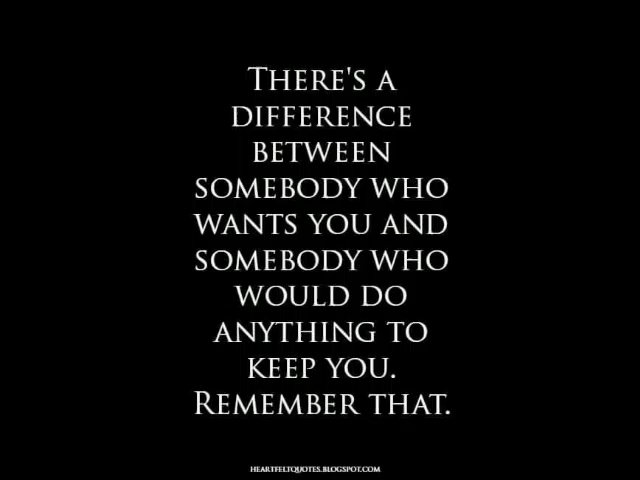 There's a
difference
between
somebody who
wants you and
somebody who
would do
anything to
keep you.
Remember that.
heartfeltquotes.blogspot.com